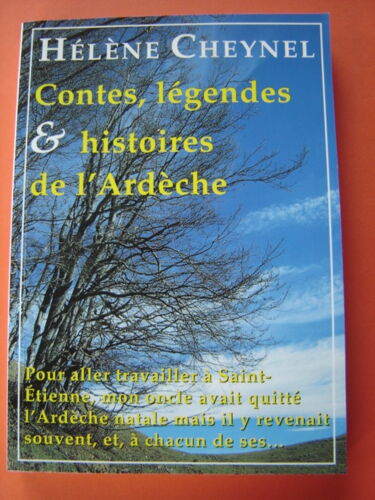 HÉLÈNE CHEYNEL
Contes, légendes
& histoires
de l'Ardèche
Pour aller travailler à Saint-
Étienne, mon oncle avait quitté
l'Ardèche natale mais il y revenait
souvent, et, à chacun de ses...